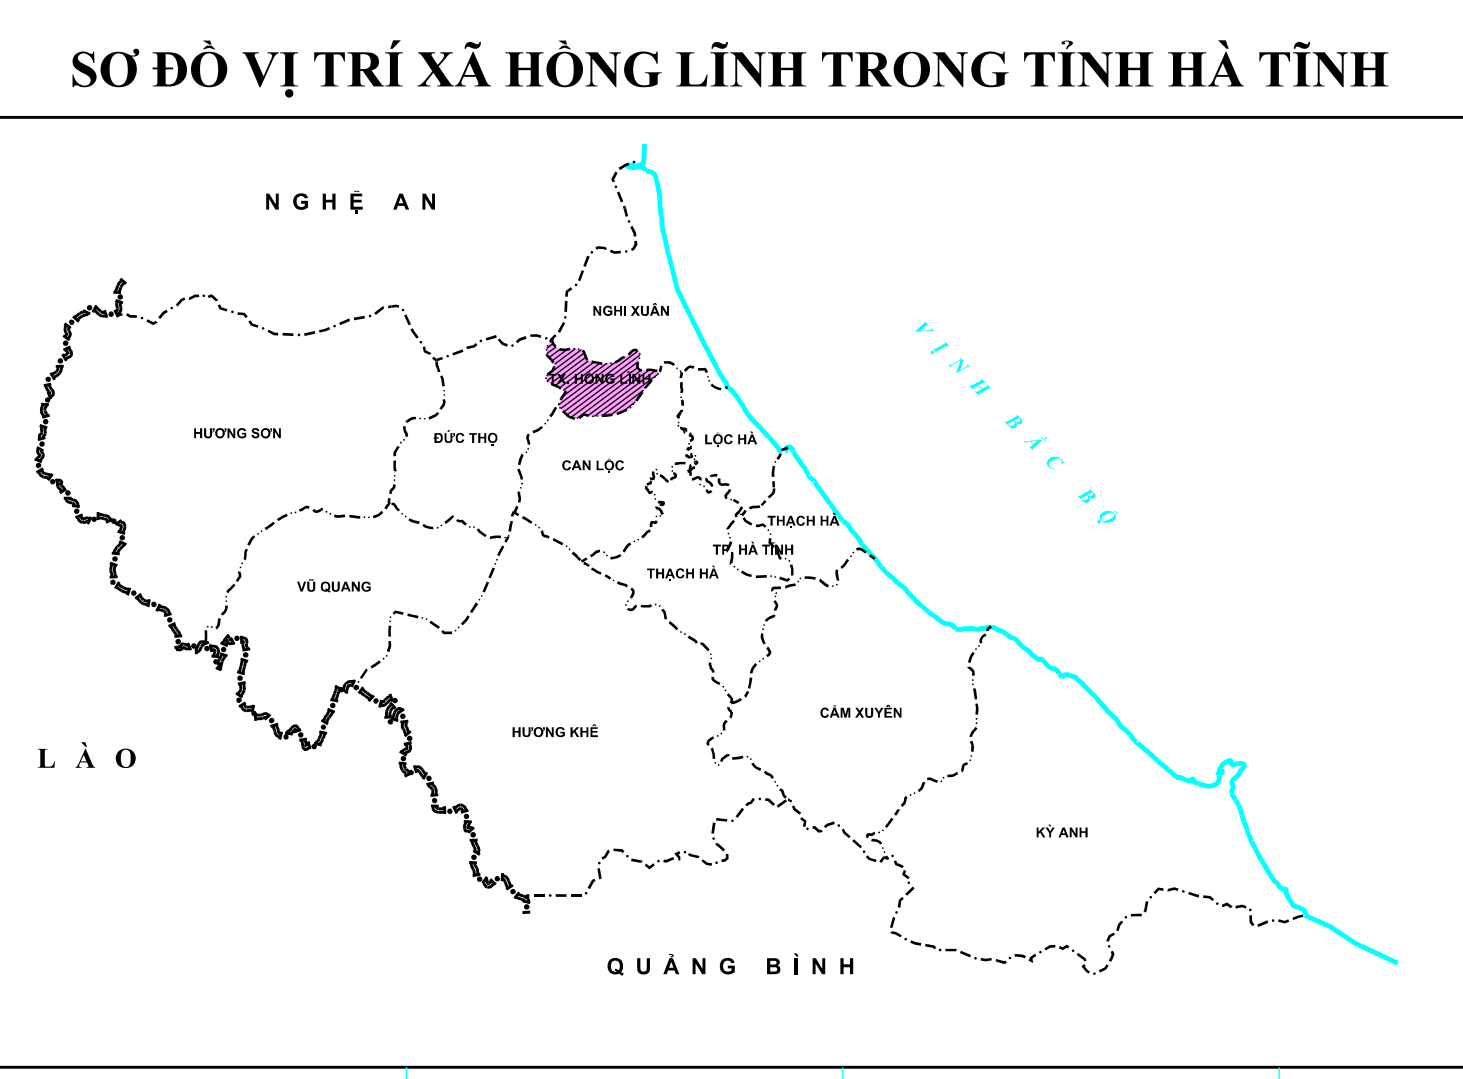 SƠ ĐỒ VỊ TRÍ XÃ HỒNG LĨNH TRONG TỈNH HÀ TĨNH
NGHỆ AN
NGHI XUÂN
VỊNH BẮC BỘ
TX. HỒNG LĨNH
HƯƠNG SƠN
ĐỨC THỌ
LỘC HÀ
CAN LỘC
THẠCH HÀ
TP. HÀ TĨNH
THẠCH HÀ
VŨ QUANG
CẨM XUYÊN
HƯƠNG KHÊ
LÀO
KỲ ANH
QUẢNG BÌNH